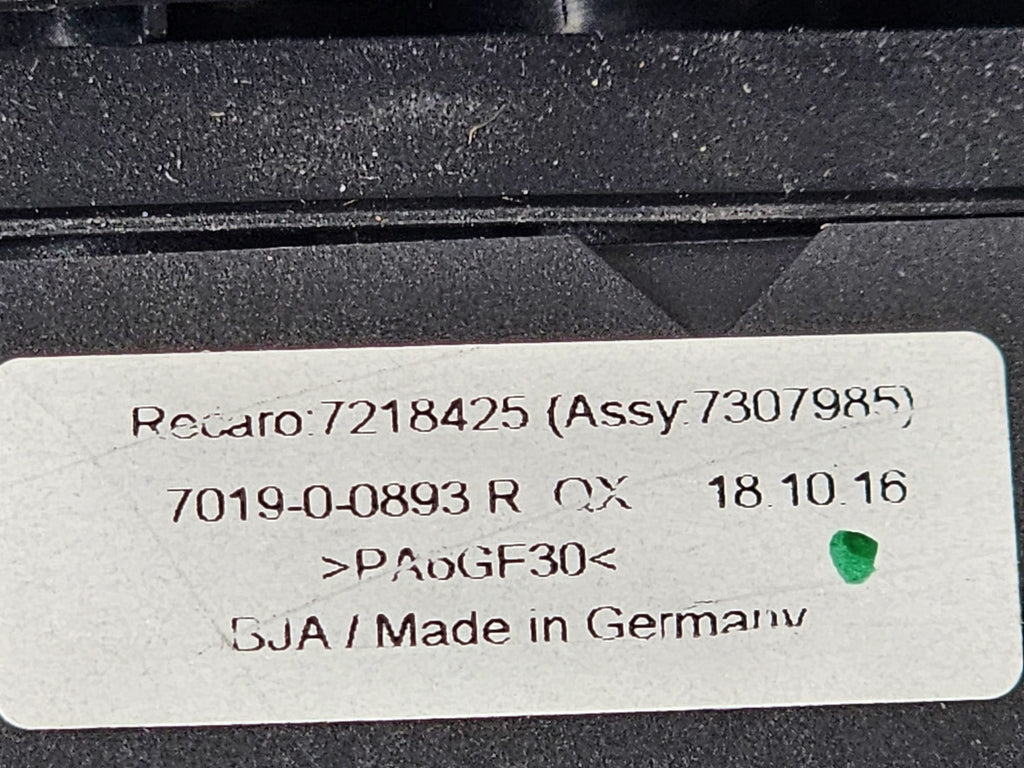 Recaro:7218425 (Assy:7307985)
7019-0-0893 R QX 18.10.16
>PA6GF30<
BJA / Made in Germany